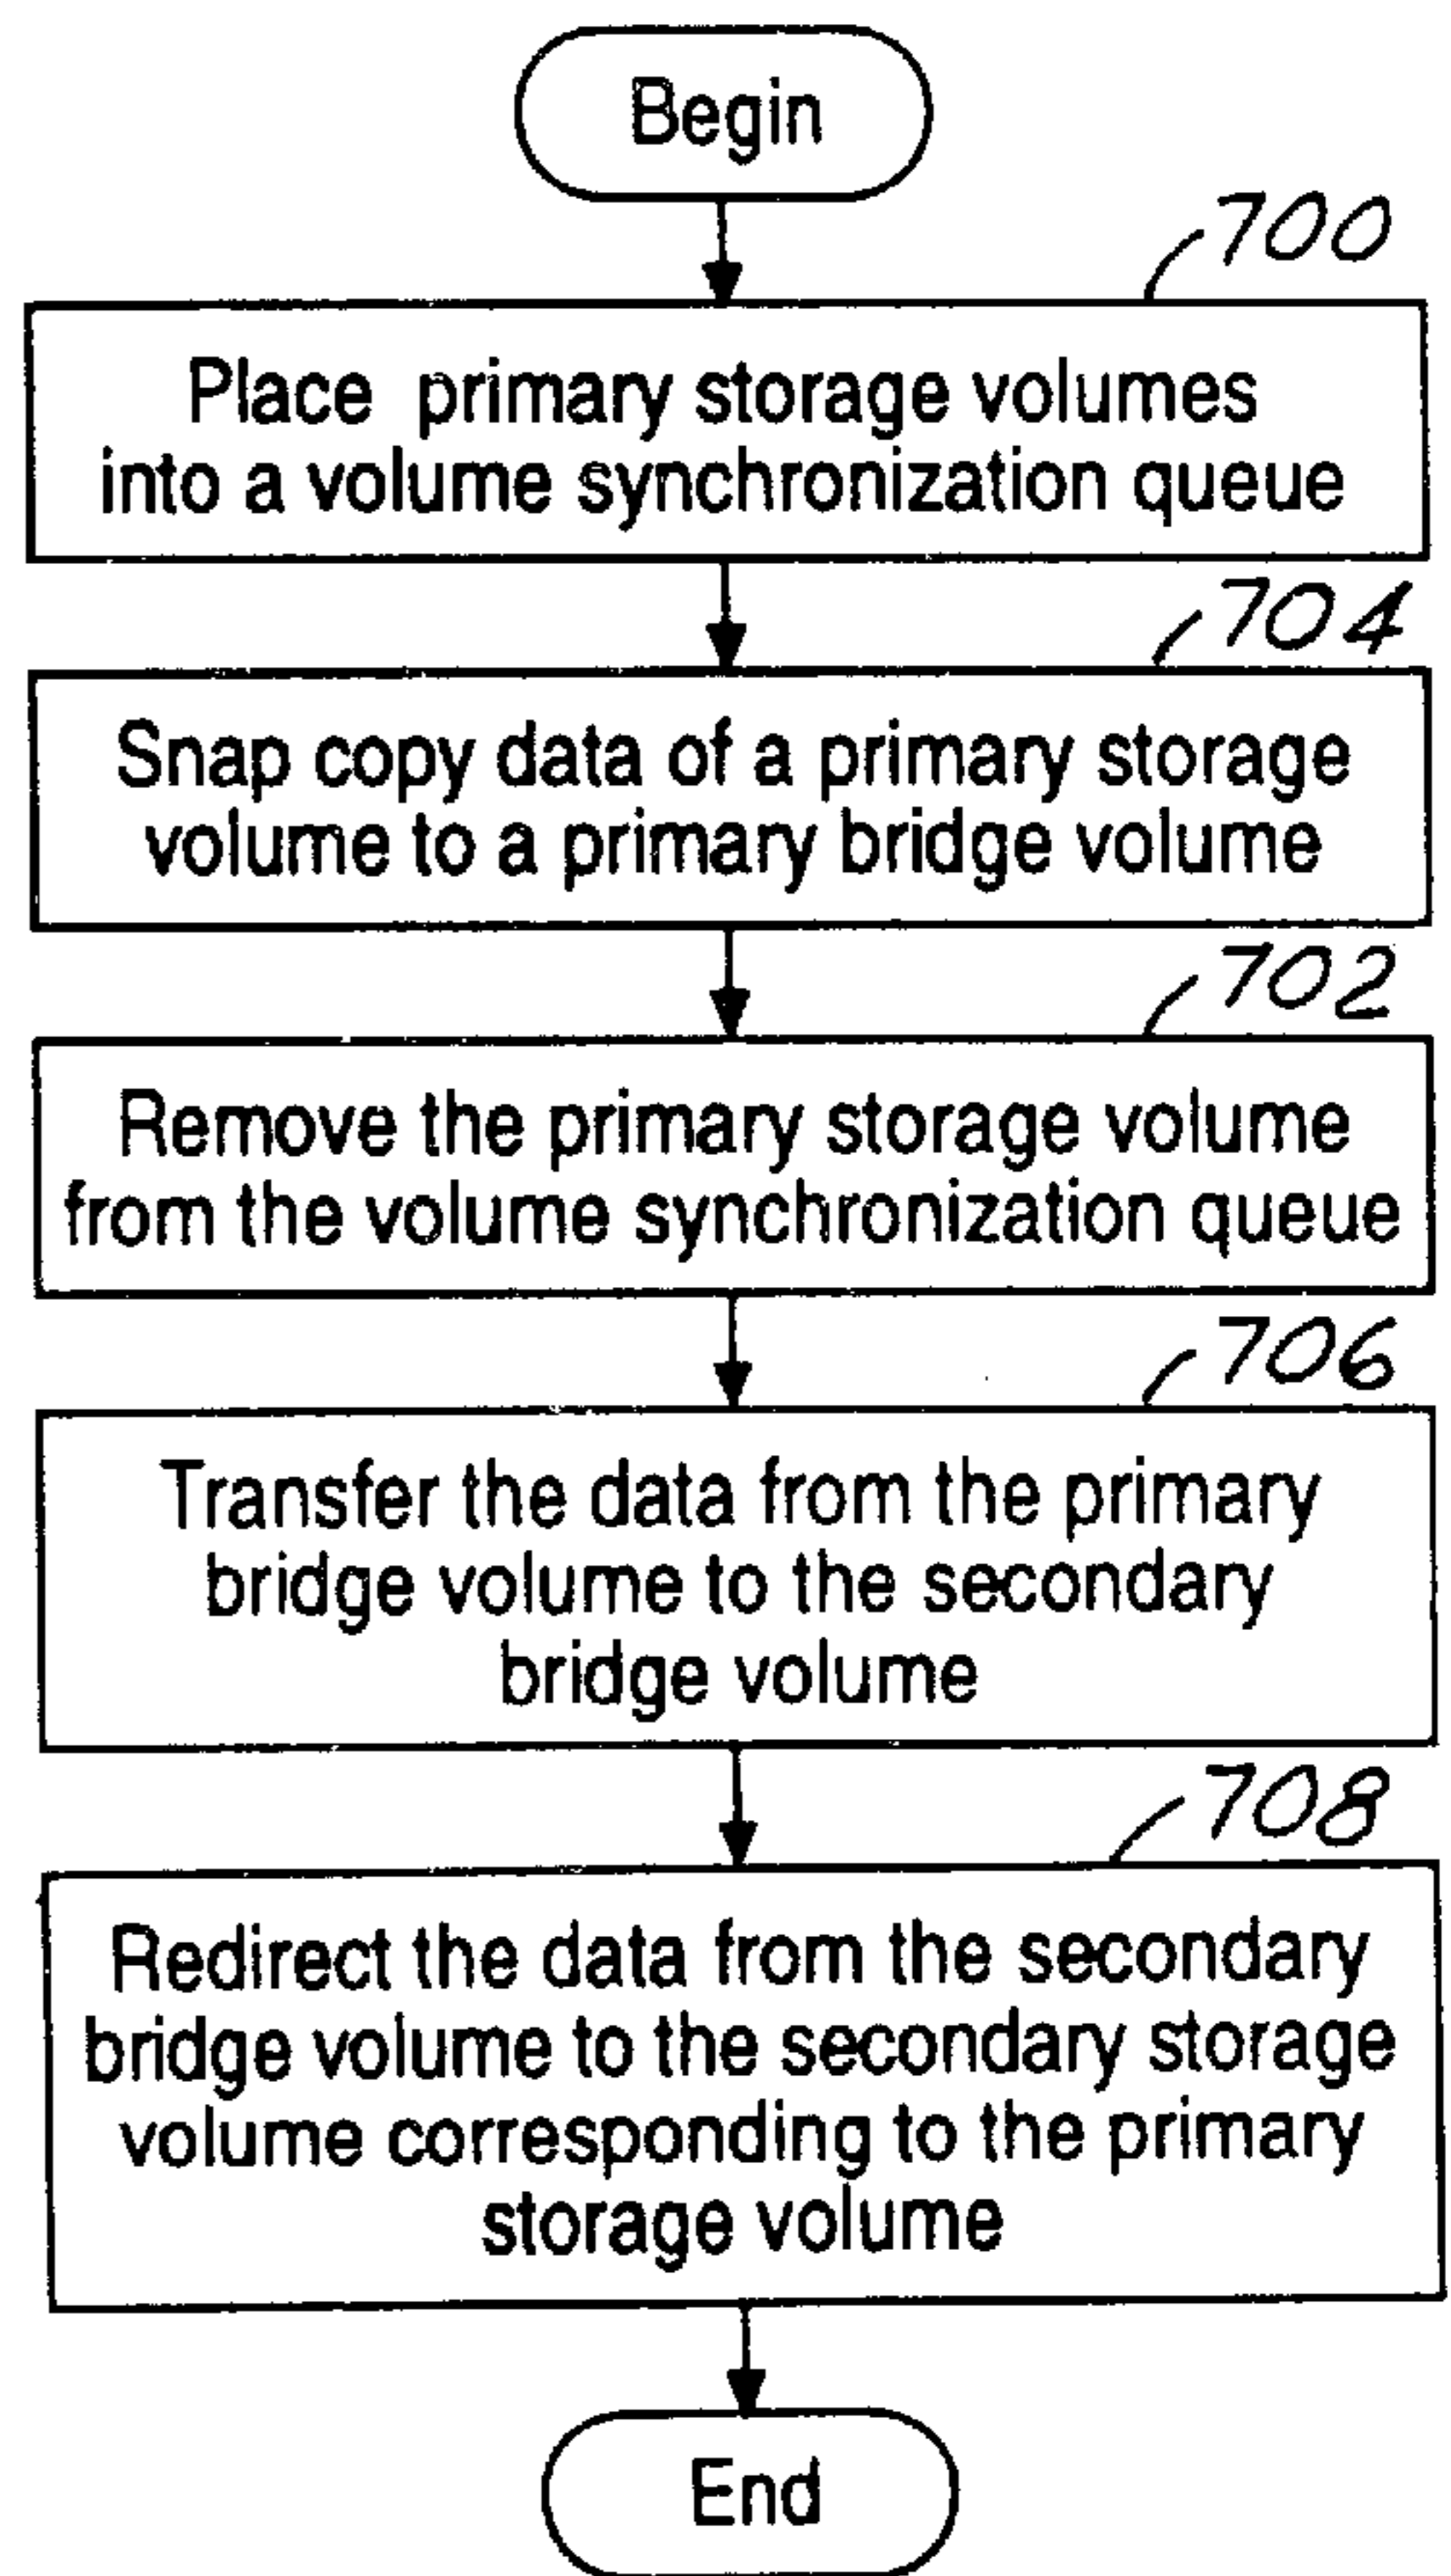 Begin
700
Place primary storage volumes
into a volume synchronization queue
704
Snap copy data of a primary storage
volume to a primary bridge volume
702
Remove the primary storage volume
from the volume synchronization queue
706
Transfer the data from the primary
bridge volume to the secondary
bridge volume
708
Redirect the data from the secondary
bridge volume to the secondary storage
volume corresponding to the primary
storage volume
End